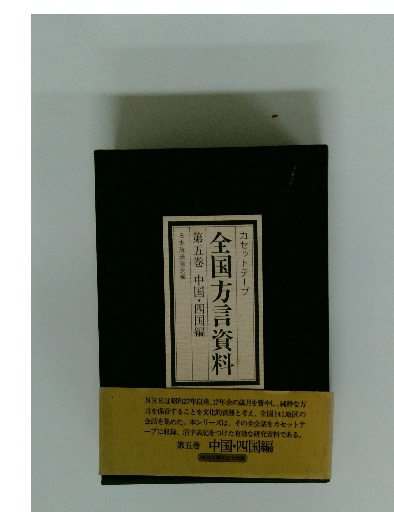 カセットテープ
全国方言資料
第五巻 中国・四国編
日本放送協会編
NHKは昭和27年以来、17年余の歳月を費やし、純粋な方
言を保存することを文化的責務と考え、全国141地区の
会話を集めた。本シリーズは、その全会話をカセットテ
ープに収録、活字表記をつけた有効な研究資料である。
第五巻 中国・四国編